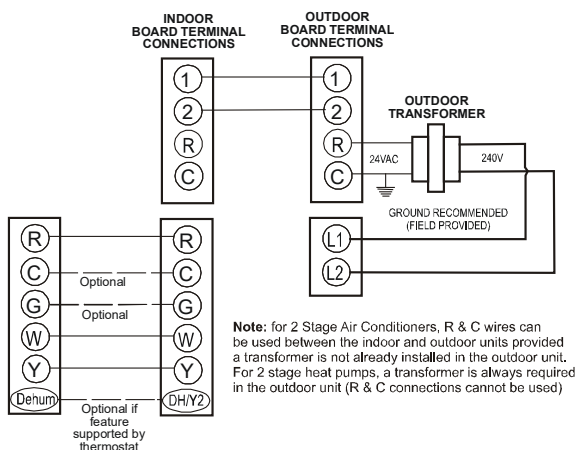 INDOOR
BOARD TERMINAL
CONNECTIONS
OUTDOOR
BOARD TERMINAL
CONNECTIONS
1
2
R
C
1
2
R
C
OUTDOOR
TRANSFORMER
24VAC
240V
GROUND RECOMMENDED
(FIELD PROVIDED)
L1
L2
R
R
C
Optional
C
G
Optional
G
W
W
Y
Y
Dehum
Optional if
feature
supported by
thermostat
DH/Y2
Note: for 2 Stage Air Conditioners, R & C wires can
be used between the indoor and outdoor units provided
a transformer is not already installed in the outdoor unit.
For 2 stage heat pumps, a transformer is always required
in the outdoor unit (R & C connections cannot be used)